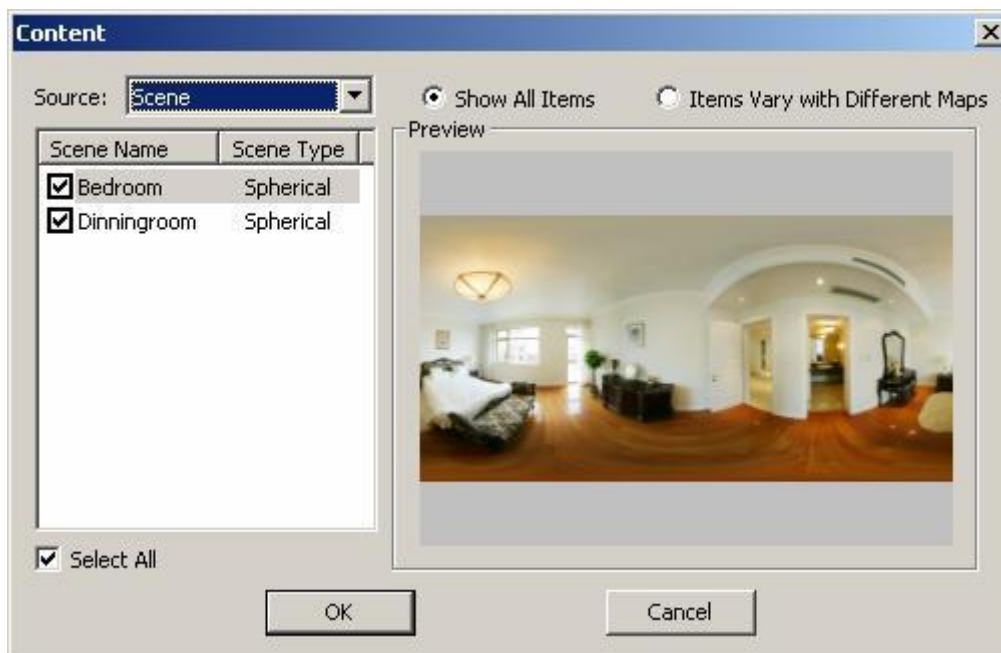 Content
Source: Scene
Show All Items
Items Vary with Different Maps
Scene Name Scene Type
Bedroom Spherical
Dinningroom Spherical
Select All
Preview
OK
Cancel